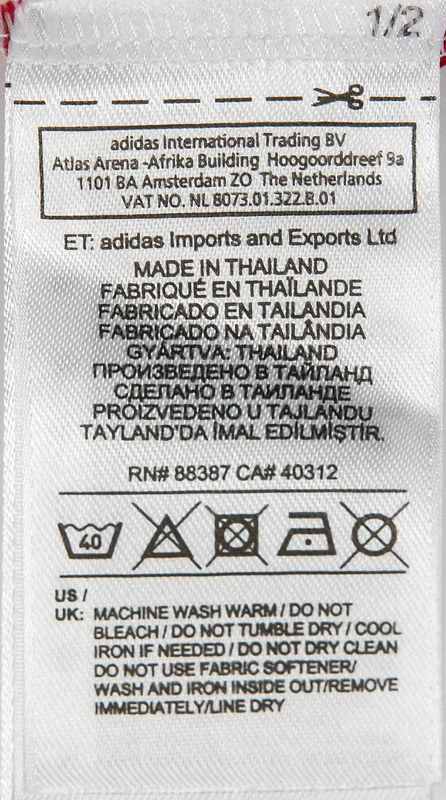 1/2
adidas International Trading BV
Atlas Arena -Afrika Building Hoogoorddreef 9a
1101 BA Amsterdam ZO The Netherlands
VAT NO. NL 8073.01.322.B.01
ET: adidas Imports and Exports Ltd
MADE IN THAILAND
FABRIQUÉ EN THAÏLANDE
FABRICADO EN TAILANDIA
FABRICADO NA TAILÂNDIA
GYÁRTVA: THAILAND
ПРОИЗВЕДЕНО В ТАЙЛАНД
СДЕЛАНО В ТАИЛАНДЕ
PROIZVEDENO U TAJLANDU
TAYLAND'DA İMAL EDİLMİŞTİR.
RN# 88387 CA# 40312
40
US /
UK: MACHINE WASH WARM / DO NOT
BLEACH / DO NOT TUMBLE DRY / COOL
IRON IF NEEDED / DO NOT DRY CLEAN
DO NOT USE FABRIC SOFTENER/
WASH AND IRON INSIDE OUT/REMOVE
IMMEDIATELY/LINE DRY